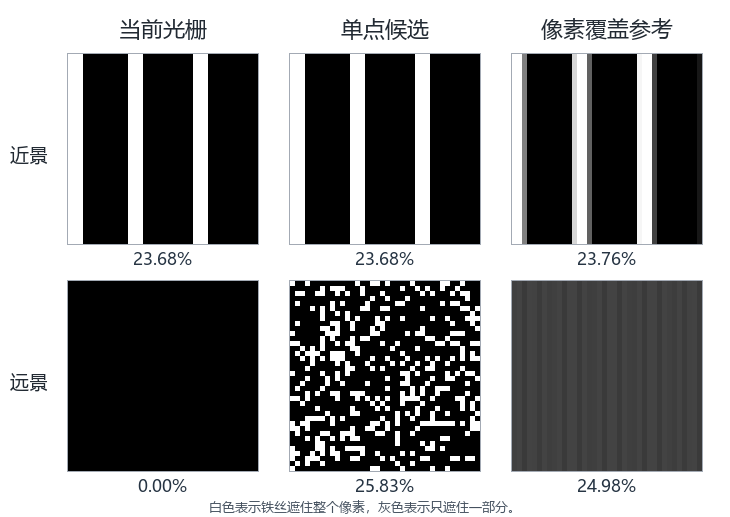 当前光栅 单点候选 像素覆盖参考
近景
23.68% 23.68% 23.76%
远景
0.00% 25.83% 24.98%
白色表示铁丝遮住整个像素，灰色表示只遮住一部分。